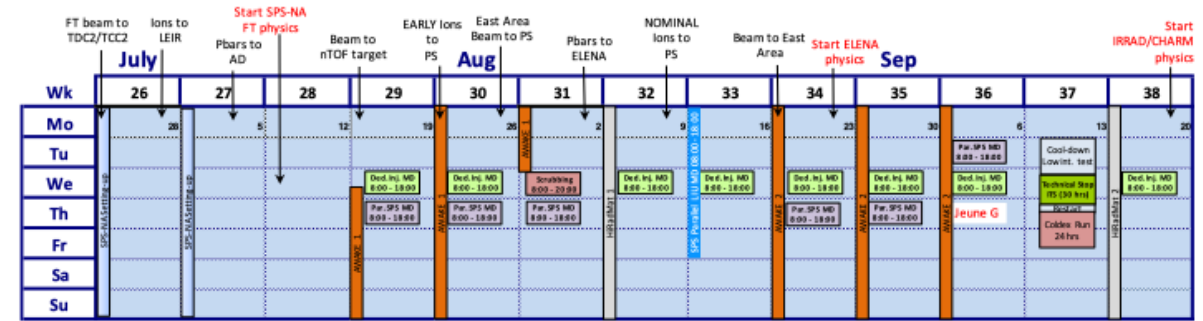 FT beam to
TDC2/TCC2
Ions to
LEIR
Pbars to
AD
Start SPS-NA
FT physics
Beam to
nTOF target
EARLY Ions
to
PS
East Area
Beam to PS
Pbars to
ELENA
NOMINAL
Ions to
PS
Beam to East
Area
Start ELENA
physics
Start
IRRAD/CHARM
physics
July
Aug
Sep
Wk 26 27 28 29 30 31 32 33 34 35 36 37 38
Mo 28 5 12 19 26 2 9 16 23 30 6 13 20
Tu
Par.SPS MD
8:00 - 18:00
Cool-down
Lowint. test
We
Ded.Inj. MD
8:00 - 18:00
Ded.Inj. MD
8:00 - 18:00
Scrubbing
8:00 - 20:00
Ded.Inj. MD
8:00 - 18:00
Ded.Inj. MD
8:00 - 18:00
Ded.Inj. MD
8:00 - 18:00
Ded.Inj. MD
8:00 - 18:00
Ded.Inj. MD
8:00 - 18:00
Technical Stop
ITS (30 hrs)
Ded.Inj. MD
8:00 - 18:00
Th
Par.SPS MD
8:00 - 18:00
Par.SPS MD
8:00 - 18:00
Par.SPS MD
8:00 - 18:00
Par.SPS MD
8:00 - 18:00
Par.SPS MD
8:00 - 18:00
Jeune G
Restart
Coldex Run
24 hrs
Fr
Sa
Su
SPS-NASetting-up
SPS-NASetting-up
AWAKE 1
AWAKE 1
AWAKE 1
HiRadMat 1
SPS Parallel LIU MD 08:00-18:00
AWAKE 2
AWAKE 2
AWAKE 2
HiRadMat 2